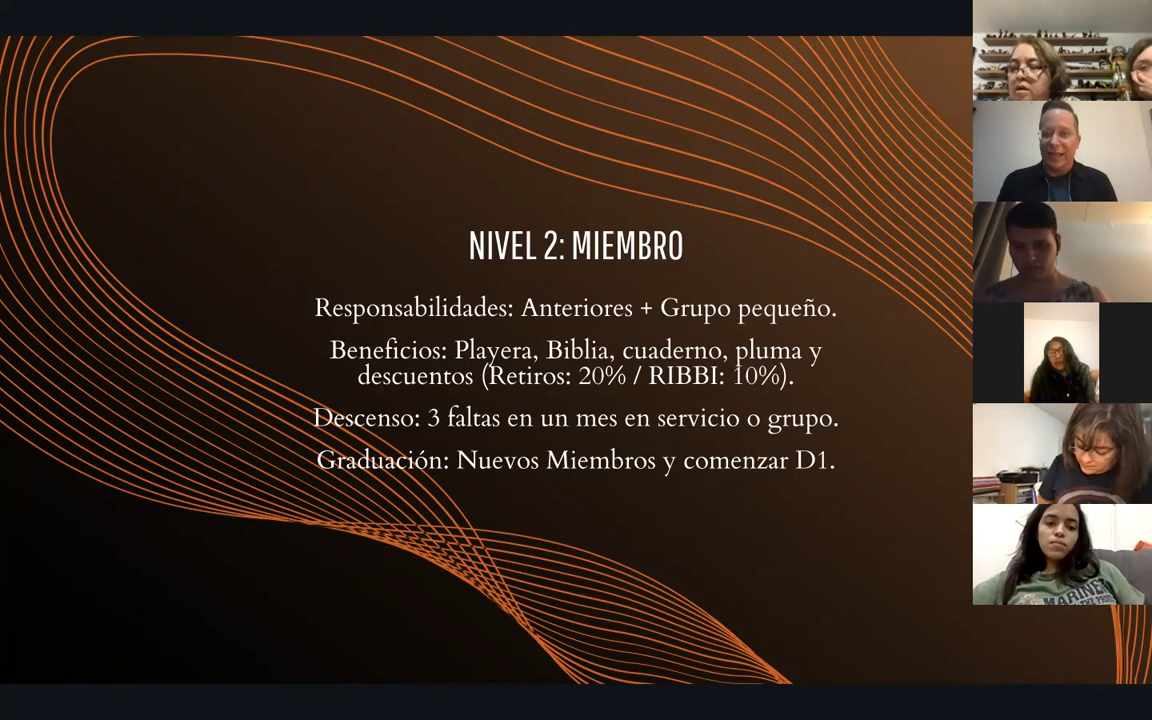 NIVEL 2: MIEMBRO
Responsabilidades: Anteriores + Grupo pequeño.
Beneficios: Playera, Biblia, cuaderno, pluma y
descuentos (Retiros: 20% / RIBBI: 10%).
Descenso: 3 faltas en un mes en servicio o grupo.
Graduación: Nuevos Miembros y comenzar D1.
MARINE